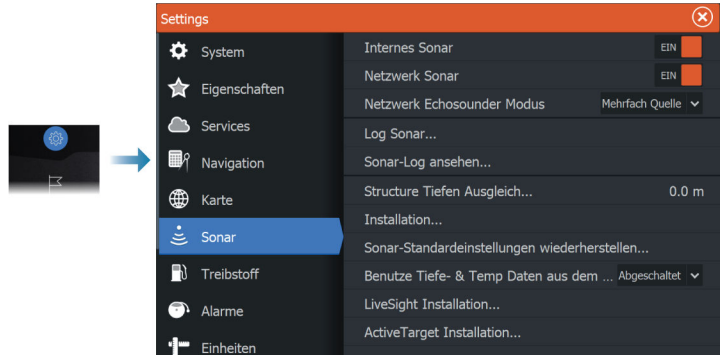 Settings
System
Eigenschaften
Services
Navigation
Karte
Sonar
Treibstoff
Alarme
Einheiten
Internes Sonar EIN
Netzwerk Sonar EIN
Netzwerk Echosounder Modus Mehrfach Quelle
Log Sonar...
Sonar-Log ansehen...
Structure Tiefen Ausgleich... 0.0 m
Installation...
Sonar-Standardeinstellungen wiederherstellen...
Benutze Tiefe- & Temp Daten aus dem ... Abgeschaltet
LiveSight Installation...
ActiveTarget Installation...